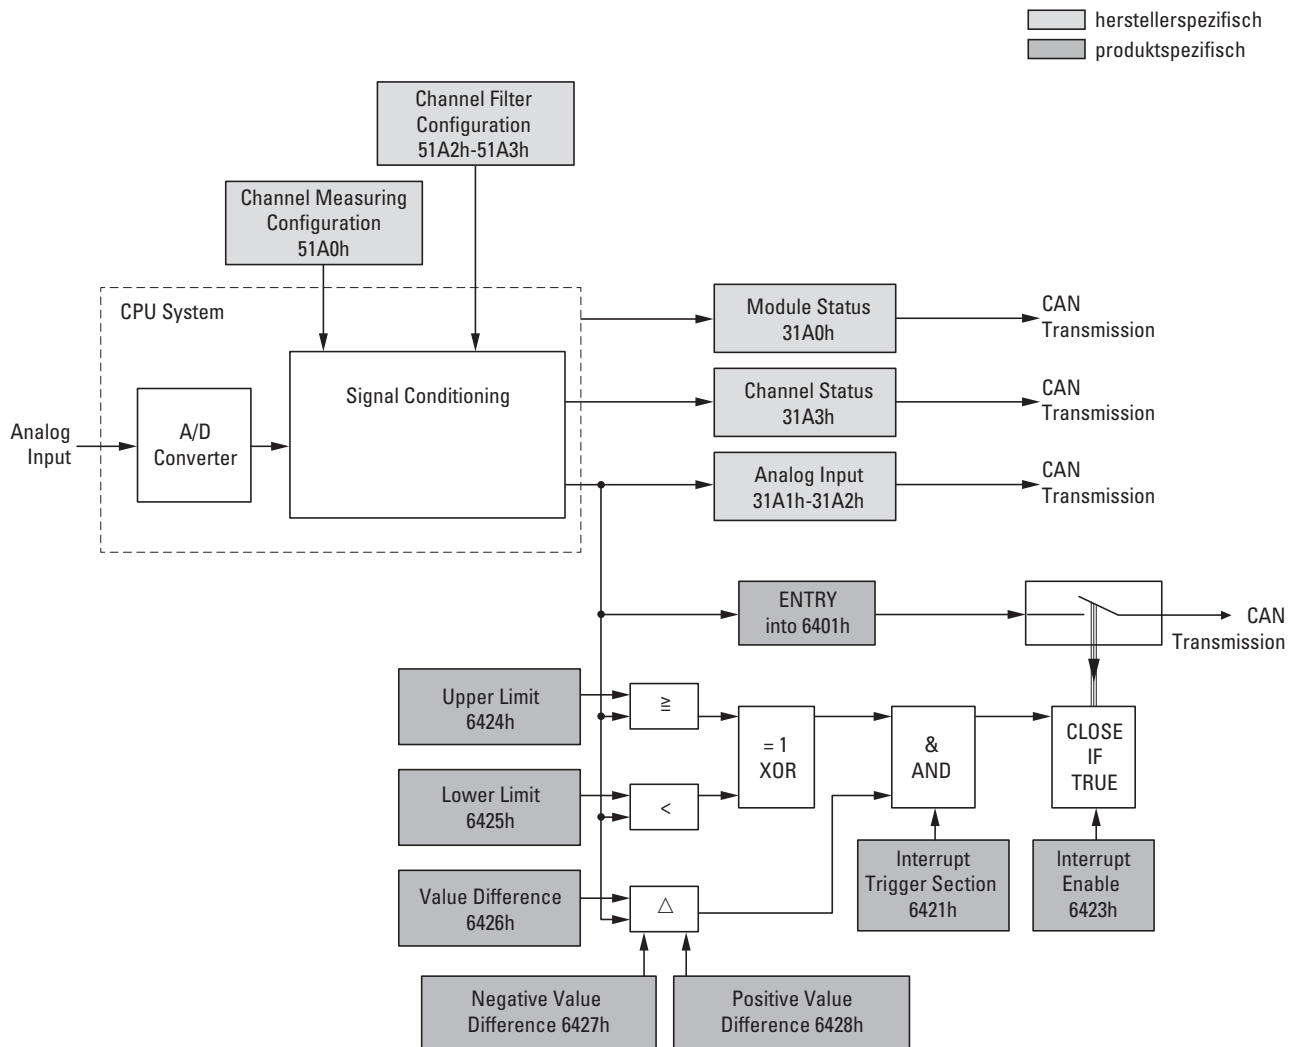 herstellerspezifisch
produktspezifisch
Channel Filter
Configuration
51A2h-51A3h
Channel Measuring
Configuration
51A0h
CPU System
Module Status
31A0h
CAN
Transmission
Signal Conditioning
Channel Status
31A3h
CAN
Transmission
Analog
Input
A/D
Converter
Analog Input
31A1h-31A2h
CAN
Transmission
ENTRY
into 6401h
CAN
Transmission
Upper Limit
6424h
≧
= 1
XOR
&
AND
CLOSE
IF
TRUE
Lower Limit
6425h
<
Interrupt
Trigger Section
6421h
Interrupt
Enable
6423h
Value Difference
6426h
△
Negative Value
Difference 6427h
Positive Value
Difference 6428h